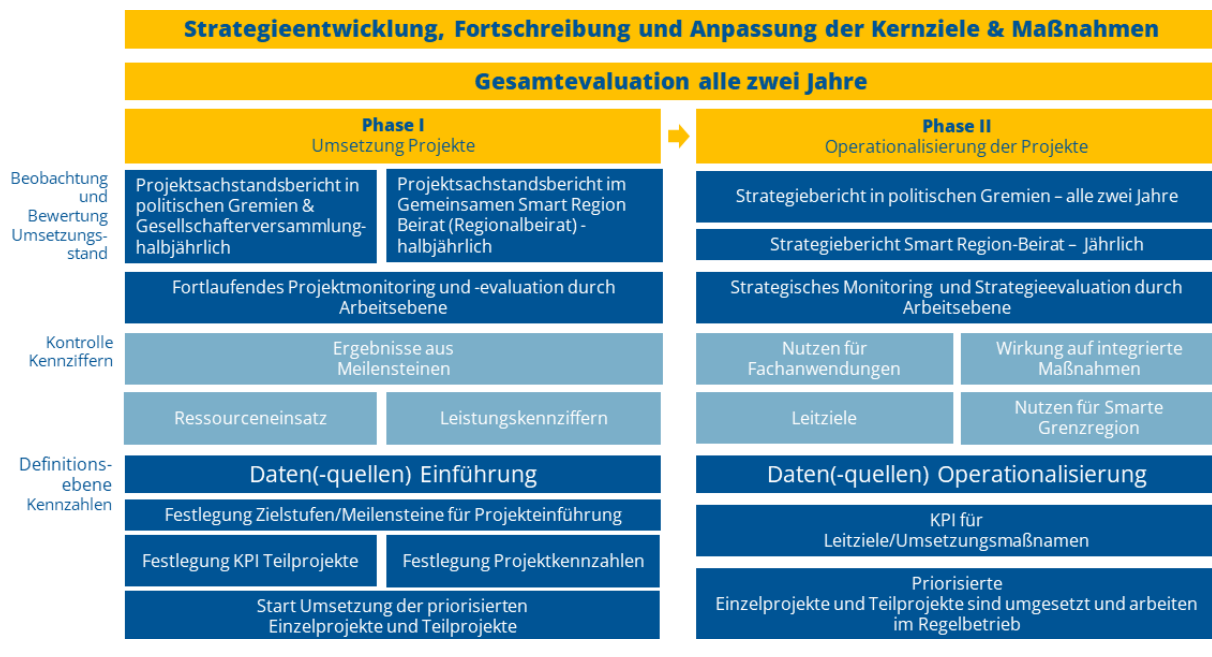 Strategieentwicklung, Fortschreibung und Anpassung der Kernziele & Maßnahmen
Gesamtevaluation alle zwei Jahre
Phase I
Umsetzung Projekte
Phase II
Operationalisierung der Projekte
Beobachtung
und
Bewertung
Umsetzungs-
stand
Projektsachstandsbericht in
politischen Gremien &
Gesellschafterversammlung-
halbjährlich
Projektsachstandsbericht im
Gemeinsamen Smart Region
Beirat (Regionalbeirat) -
halbjährlich
Strategiebericht in politischen Gremien – alle zwei Jahre
Strategiebericht Smart Region-Beirat – Jährlich
Fortlaufendes Projektmonitoring und -evaluation durch
Arbeitsebene
Strategisches Monitoring und Strategieevaluation durch
Arbeitsebene
Kontrolle
Kennziffern
Ergebnisse aus
Meilensteinen
Nutzen für
Fachanwendungen
Wirkung auf integrierte
Maßnahmen
Ressourceneinsatz
Leistungskennziffern
Leitziele
Nutzen für Smarte
Grenzregion
Definitions-
ebene
Kennzahlen
Daten(-quellen) Einführung
Daten(-quellen) Operationalisierung
Festlegung Zielstufen/Meilensteine für Projekteinführung
Festlegung KPI Teilprojekte
Festlegung Projektkennzahlen
KPI für
Leitziele/Umsetzungsmaßnamen
Start Umsetzung der priorisierten
Einzelprojekte und Teilprojekte
Priorisierte
Einzelprojekte und Teilprojekte sind umgesetzt und arbeiten
im Regelbetrieb